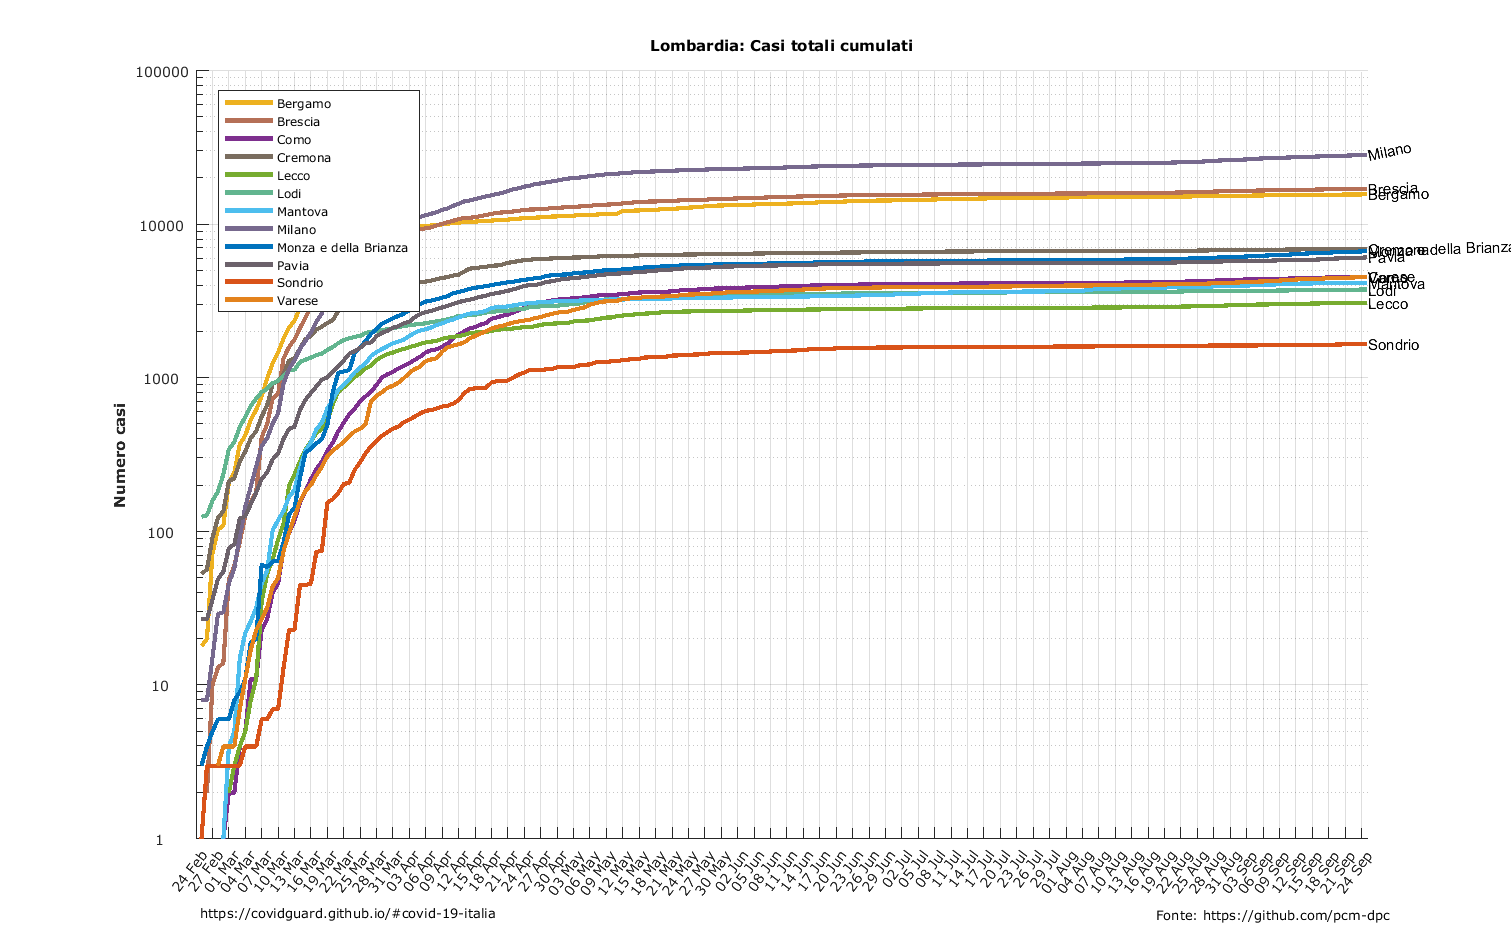 Lombardia: Casi totali cumulati
Numero casi
100000
10000
1000
100
10
1
Bergamo
Brescia
Como
Cremona
Lecco
Lodi
Mantova
Milano
Monza e della Brianza
Pavia
Sondrio
Varese
Milano
Brescia
Bergamo
Cremona
Monza e della Brianza
Pavia
Varese
Como
Mantova
Lodi
Lecco
Sondrio
24 Feb
27 Feb
01 Mar
04 Mar
07 Mar
10 Mar
13 Mar
16 Mar
19 Mar
22 Mar
25 Mar
28 Mar
31 Mar
03 Apr
06 Apr
09 Apr
12 Apr
15 Apr
18 Apr
21 Apr
24 Apr
27 Apr
30 Apr
03 May
06 May
09 May
12 May
15 May
18 May
21 May
24 May
27 May
30 May
02 Jun
05 Jun
08 Jun
11 Jun
14 Jun
17 Jun
20 Jun
23 Jun
26 Jun
29 Jun
02 Jul
05 Jul
08 Jul
11 Jul
14 Jul
17 Jul
20 Jul
23 Jul
26 Jul
29 Jul
01 Aug
04 Aug
07 Aug
10 Aug
13 Aug
16 Aug
19 Aug
22 Aug
25 Aug
28 Aug
31 Aug
03 Sep
06 Sep
09 Sep
12 Sep
15 Sep
18 Sep
21 Sep
24 Sep
https://covidguard.github.io/#covid-19-italia
Fonte: https://github.com/pcm-dpc